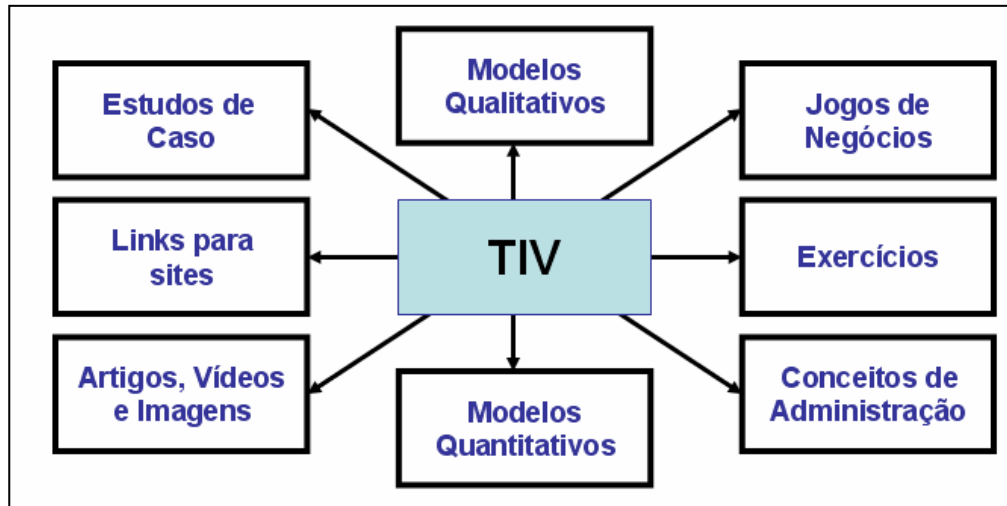 Modelos
Qualitativos
Estudos de
Caso
Jogos de
Negócios
Links para
sites
TIV
Exercícios
Artigos, Vídeos
e Imagens
Modelos
Quantitativos
Conceitos de
Administração